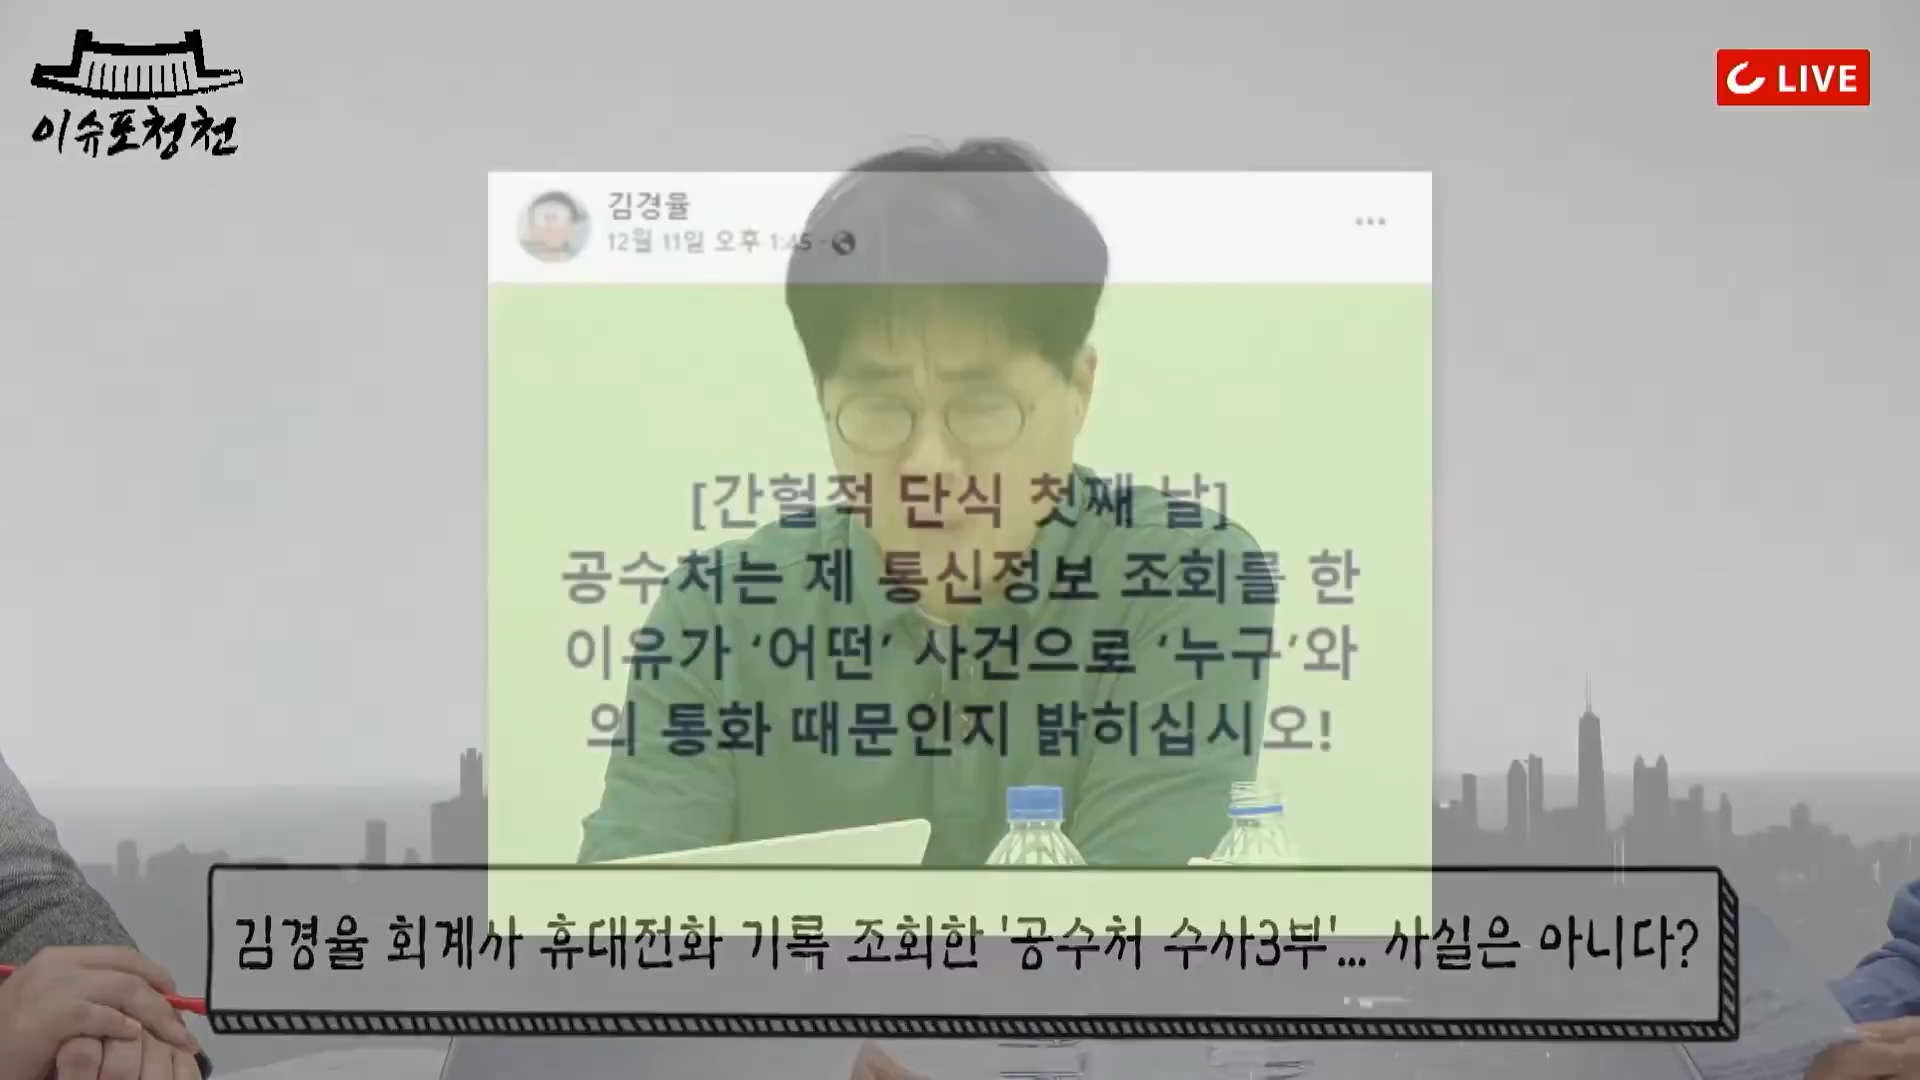 이슈포청천
LIVE
김경율
12월 11일 오후 1:45
[간헐적 단식 첫째 날]
공수처는 제 통신정보 조회를 한
이유가 ‘어떤’ 사건으로 ‘누구’와
의 통화 때문인지 밝히십시오!
김경율 회계사 휴대전화 기록 조회한 '공수처 수사3부'... 사실은 아니다?